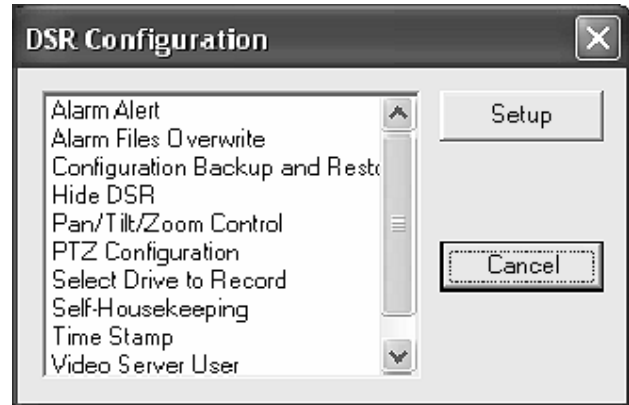 DSR Configuration
Alarm Alert
Alarm Files Overwrite
Configuration Backup and Resto
Hide DSR
Pan/Tilt/Zoom Control
PTZ Configuration
Select Drive to Record
Self-Housekeeping
Time Stamp
Video Server User
Setup
Cancel